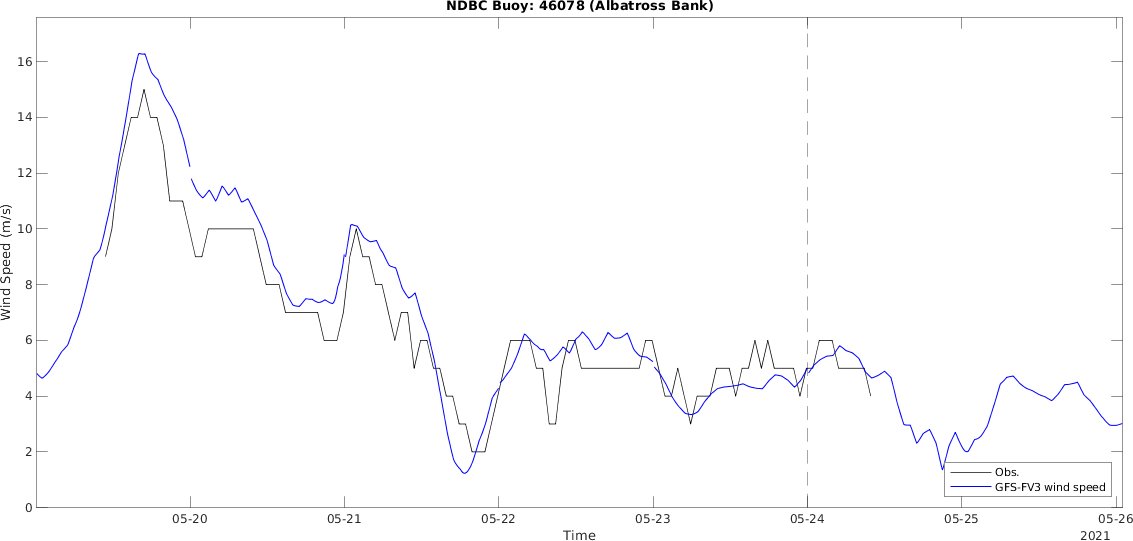 NDBC Buoy: 46078 (Albatross Bank)
Wind Speed (m/s)
16
14
12
10
8
6
4
2
0
Obs.
GFS-FV3 wind speed
05-20 05-21 05-22 05-23 05-24 05-25 05-26
Time
2021